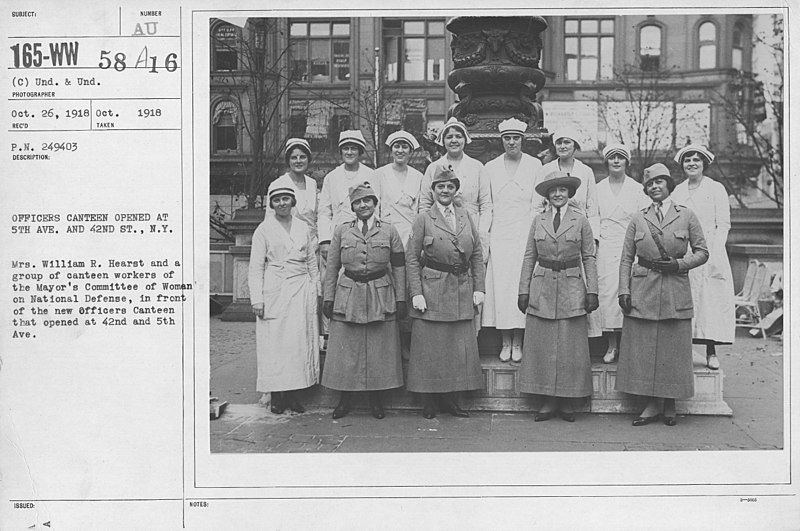 SUBJECT:
NUMBER
AU
165-WW 58 A 16
(C) Und. & Und.
PHOTOGRAPHER
Oct. 26, 1918 Oct. 1918
REC'D TAKEN
P.N. 249403
DESCRIPTION:
OFFICERS CANTEEN OPENED AT
5TH AVE. AND 42ND ST., N.Y.
Mrs. William R. Hearst and a
group of canteen workers of
the Mayor's Committee of Woman
on National Defense, in front
of the new Officers Canteen
that opened at 42nd and 5th
Ave.
ISSUED:
NOTES: